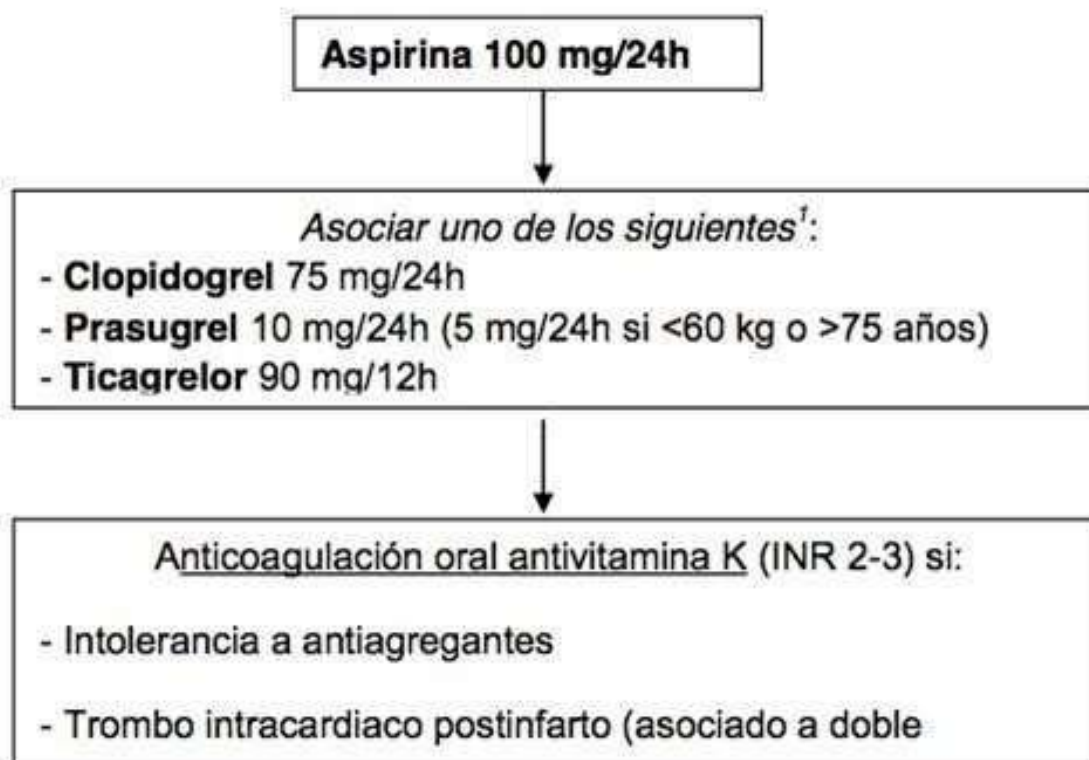 Aspirina 100 mg/24h
Asociar uno de los siguientes¹:
- Clopidogrel 75 mg/24h
- Prasugrel 10 mg/24h (5 mg/24h si <60 kg o >75 años)
- Ticagrelor 90 mg/12h
Anticoagulación oral antivitamina K (INR 2-3) si:
- Intolerancia a antiagregantes
- Trombo intracardiaco postinfarto (asociado a doble